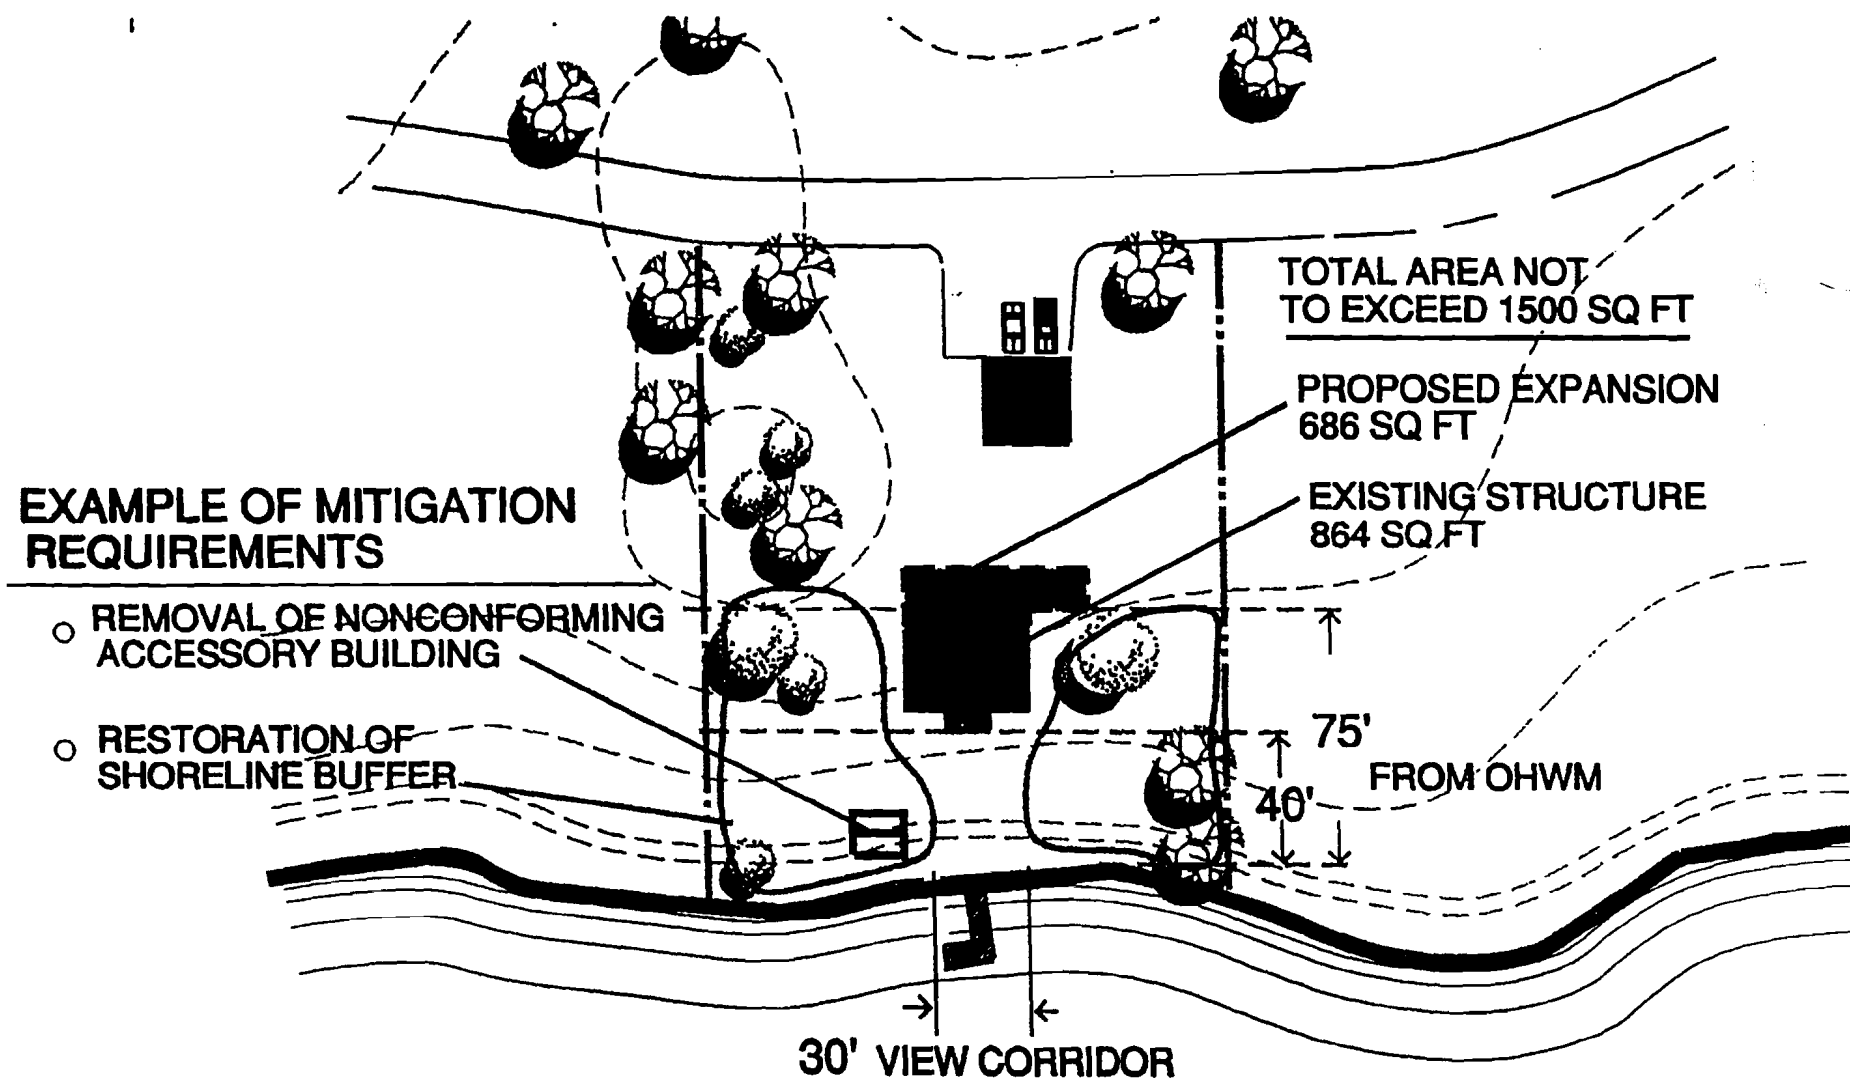 TOTAL AREA NOT
TO EXCEED 1500 SQ FT
PROPOSED EXPANSION
686 SQ FT
EXISTING STRUCTURE
864 SQ FT
EXAMPLE OF MITIGATION
REQUIREMENTS
REMOVAL OF NONCONFORMING
ACCESSORY BUILDING
RESTORATION OF
SHORELINE BUFFER
75'
FROM OHWM
40'
30' VIEW CORRIDOR